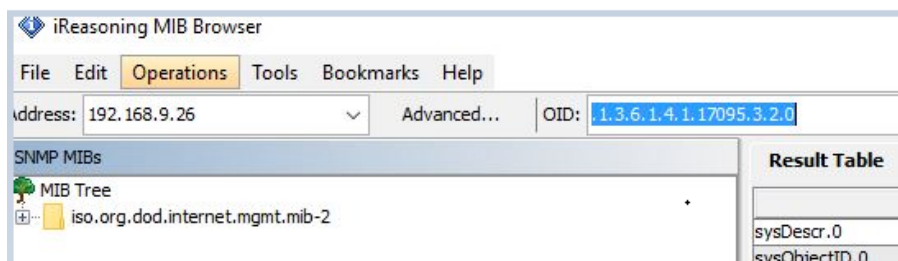 iReasoning MIB Browser
File Edit Operations Tools Bookmarks Help
Address: 192.168.9.26 Advanced... OID: .1.3.6.1.4.1.17095.3.2.0
SNMP MIBs
Result Table
MIB Tree
iso.org.dod.internet.mgmt.mib-2
sysDescr.0
sysObjectID.0